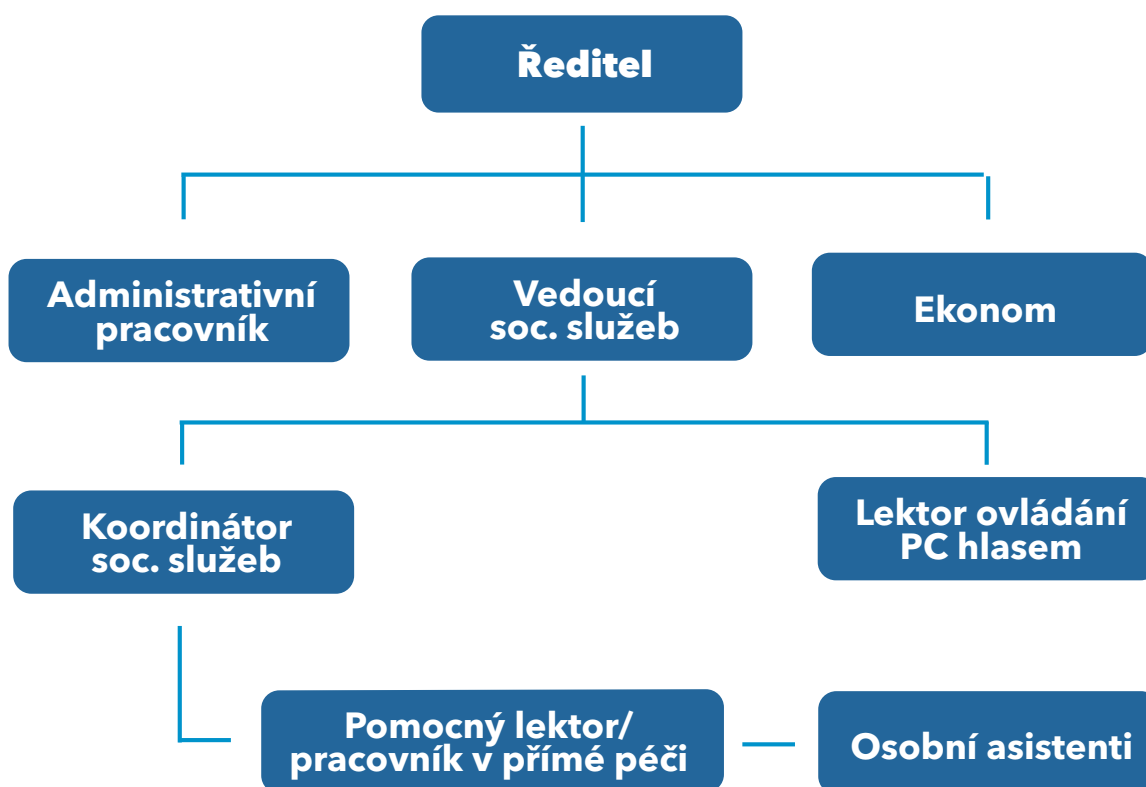 Ředitel
Administrativní
pracovník
Vedoucí
soc. služeb
Ekonom
Koordinátor
soc. služeb
Lektor ovládání
PC hlasem
Pomocný lektor/
pracovník v přímé péči
Osobní asistenti